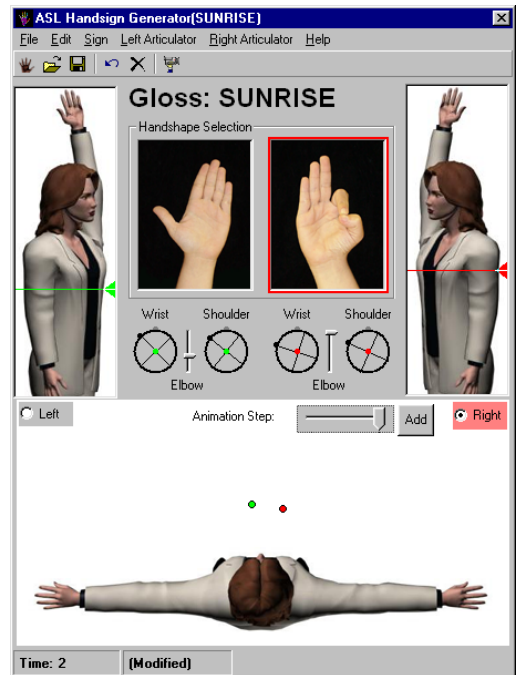 ASL Handsign Generator(SUNRISE)
File Edit Sign Left Articulator Right Articulator Help
Gloss: SUNRISE
Handshape Selection
Wrist Shoulder Wrist Shoulder
Elbow Elbow
Left Animation Step: Add Right
Time: 2 (Modified)